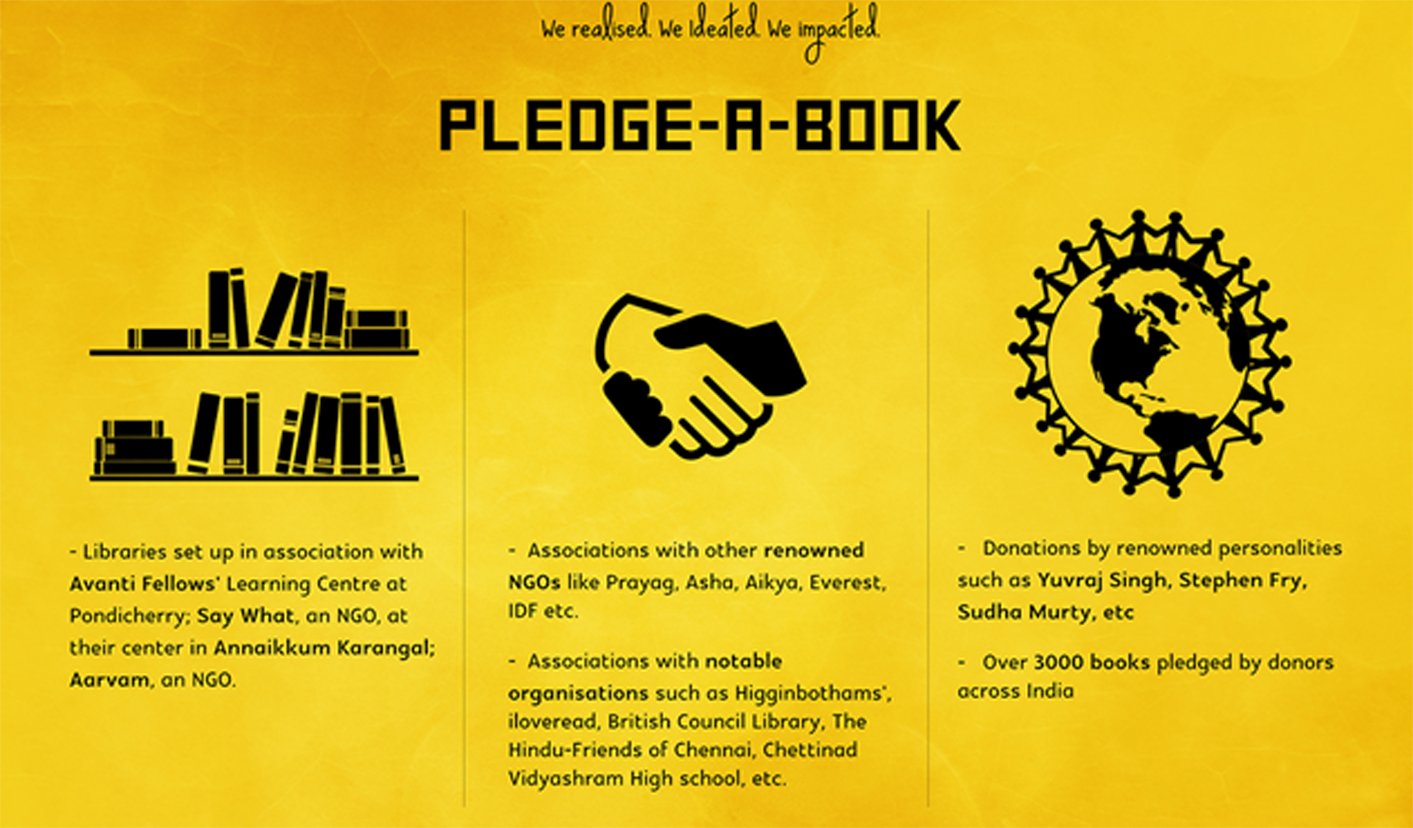 We realised. We Ideated. We impacted.
PLEDGE-A-BOOK
- Libraries set up in association with
Avanti Fellows' Learning Centre at
Pondicherry; Say What, an NGO, at
their center in Annaikkum Karangal;
Aarvam, an NGO.
- Associations with other renowned
NGOs like Prayag, Asha, Aikya, Everest,
IDF etc.
- Associations with notable
organisations such as Higginbothams',
iloveread, British Council Library, The
Hindu-Friends of Chennai, Chettinad
Vidyashram High school, etc.
- Donations by renowned personalities
such as Yuvraj Singh, Stephen Fry,
Sudha Murty, etc
- Over 3000 books pledged by donors
across India